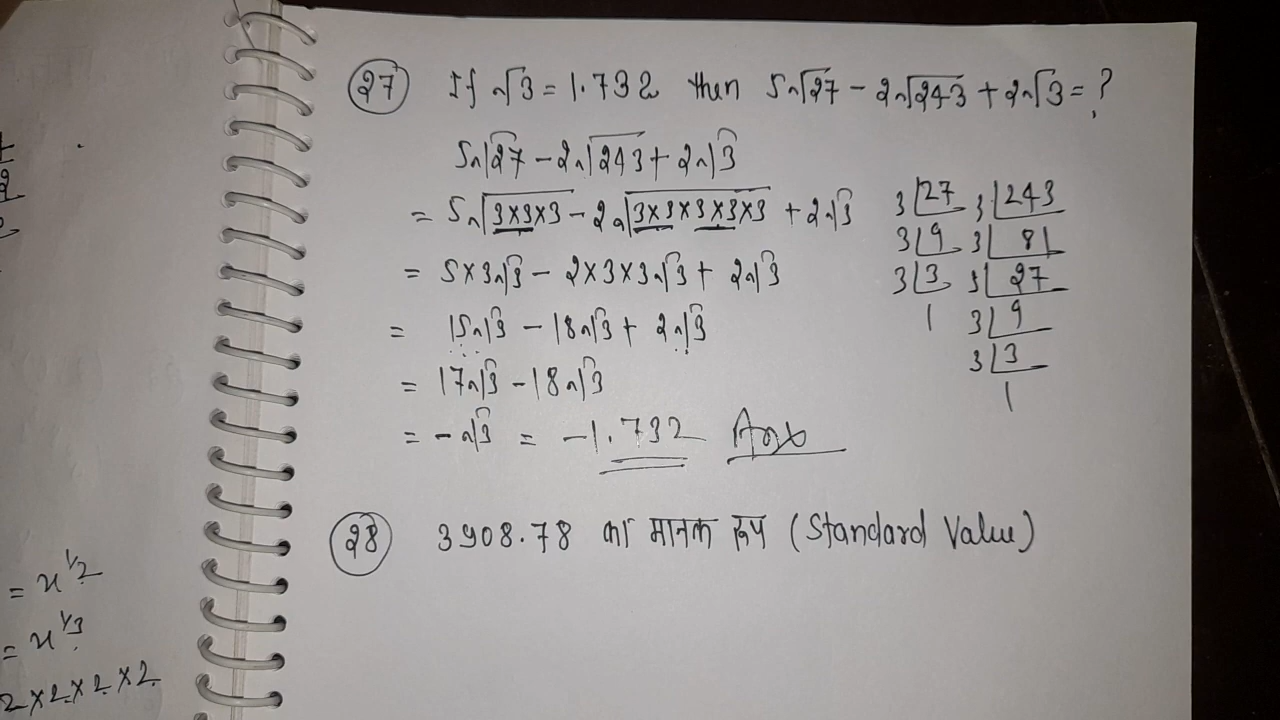 27 If √3 = 1.732 then 5√27 - 2√243 + 2√3 = ?
5√27 - 2√243 + 2√3
= 5√3×3×3 - 2√3×3×3×3×3 + 2√3
3 27 3 243
3 9 3 81
= 5×3√3 - 2×3×3√3 + 2√3
3 3 3 27
1 3 9
= 15√3 - 18√3 + 2√3
3 3
= 17√3 - 18√3
1
= -√3 = -1.732 Ans
28 3908.78 का मानक रूप (Standard Value)
= x^1/2
= x^1/3
2×2×2×2